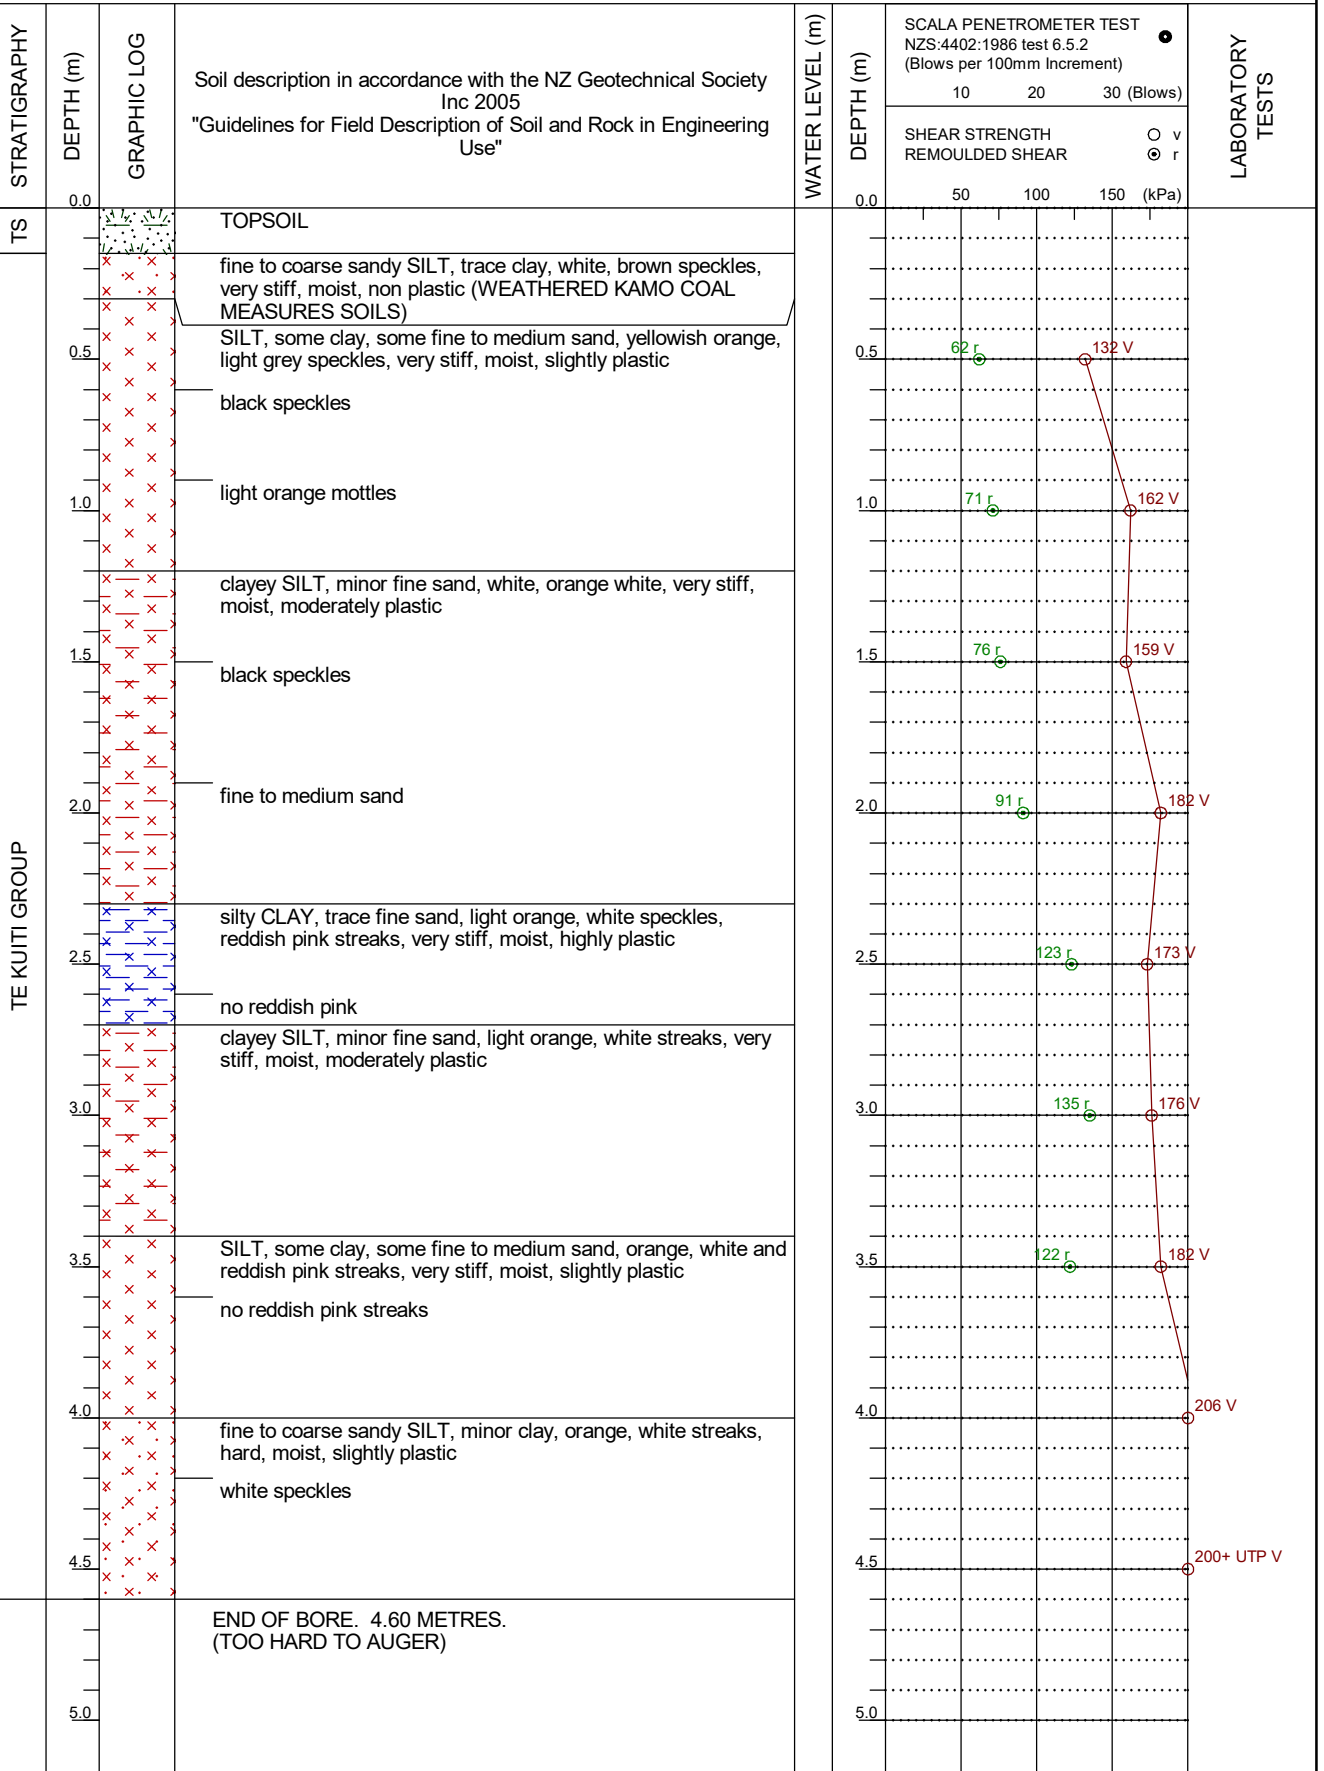 STRATIGRAPHY
DEPTH (m)
GRAPHIC LOG
Soil description in accordance with the NZ Geotechnical Society
Inc 2005
"Guidelines for Field Description of Soil and Rock in Engineering
Use"
WATER LEVEL (m)
DEPTH (m)
SCALA PENETROMETER TEST
NZS:4402:1986 test 6.5.2
(Blows per 100mm Increment)
10 20 30 (Blows)
SHEAR STRENGTH v
REMOULDED SHEAR r
50 100 150 (kPa)
LABORATORY
TESTS
0.0 0.0
TS
TOPSOIL
fine to coarse sandy SILT, trace clay, white, brown speckles,
very stiff, moist, non plastic (WEATHERED KAMO COAL
MEASURES SOILS)
SILT, some clay, some fine to medium sand, yellowish orange,
light grey speckles, very stiff, moist, slightly plastic
0.5 0.5 62 r 132 V
black speckles
light orange mottles
1.0 1.0 71 r 162 V
clayey SILT, minor fine sand, white, orange white, very stiff,
moist, moderately plastic
1.5 1.5 76 r 159 V
black speckles
fine to medium sand
2.0 2.0 91 r 182 V
TE KUITI GROUP
silty CLAY, trace fine sand, light orange, white speckles,
reddish pink streaks, very stiff, moist, highly plastic
2.5 2.5 123 r 173 V
no reddish pink
clayey SILT, minor fine sand, light orange, white streaks, very
stiff, moist, moderately plastic
3.0 3.0 135 r 176 V
SILT, some clay, some fine to medium sand, orange, white and
reddish pink streaks, very stiff, moist, slightly plastic
3.5 3.5 122 r 182 V
no reddish pink streaks
4.0 4.0 206 V
fine to coarse sandy SILT, minor clay, orange, white streaks,
hard, moist, slightly plastic
white speckles
4.5 4.5 200+ UTP V
END OF BORE. 4.60 METRES.
(TOO HARD TO AUGER)
5.0 5.0